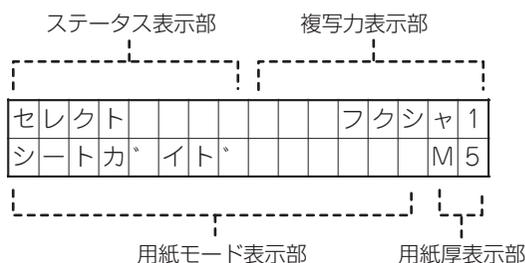 ステータス表示部 複写力表示部
セレクト フクシャ1
シートカ゛イト゛ M5
用紙モード表示部 用紙厚表示部